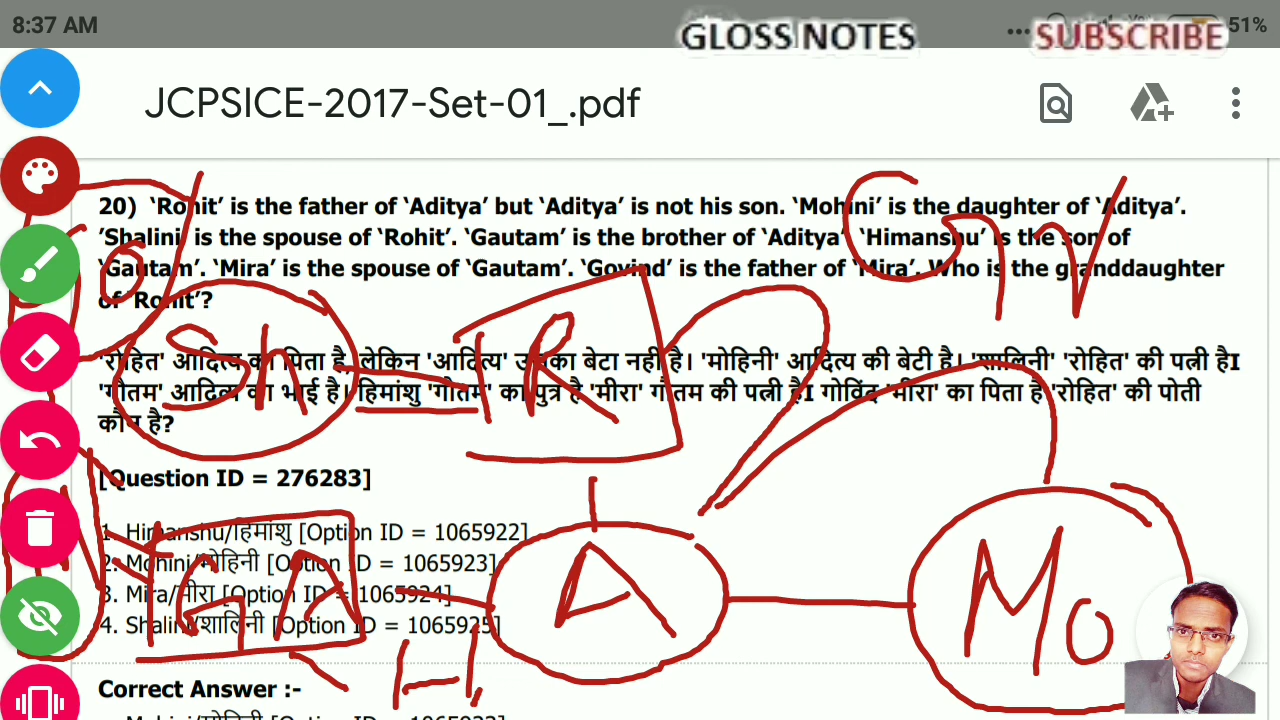 8:37 AM
GLOSS NOTES
SUBSCRIBE
51%
JCPSICE-2017-Set-01_.pdf
20) ‘Rohit’ is the father of ‘Aditya’ but ‘Aditya’ is not his son. ‘Mohini’ is the daughter of ‘Aditya’.
’Shalini’ is the spouse of ‘Rohit’. ‘Gautam’ is the brother of ‘Aditya’. ‘Himanshu’ is the son of
‘Gautam’. ‘Mira’ is the spouse of ‘Gautam’. ‘Govind’ is the father of ‘Mira’. Who is the granddaughter
of ‘Rohit’?
'रोहित' आदित्य का पिता है, लेकिन 'आदित्य' उसका बेटा नहीं है। 'मोहिनी' आदित्य की बेटी है। 'शालिनी' 'रोहित' की पत्नी हैI
'गौतम' आदित्य का भाई है। हिमांशु 'गौतम' का पुत्र है 'मीरा' गौतम की पत्नी हैI गोविंद 'मीरा' का पिता है 'रोहित' की पोती
कौन है?
[Question ID = 276283]
1. Himanshu/हिमांशु [Option ID = 1065922]
2. Mohini/मोहिनी [Option ID = 1065923]
3. Mira/मीरा [Option ID = 1065924]
4. Shalini/शालिनी [Option ID = 1065925]
Correct Answer :-
Sh
R
GA
A
Mo
H